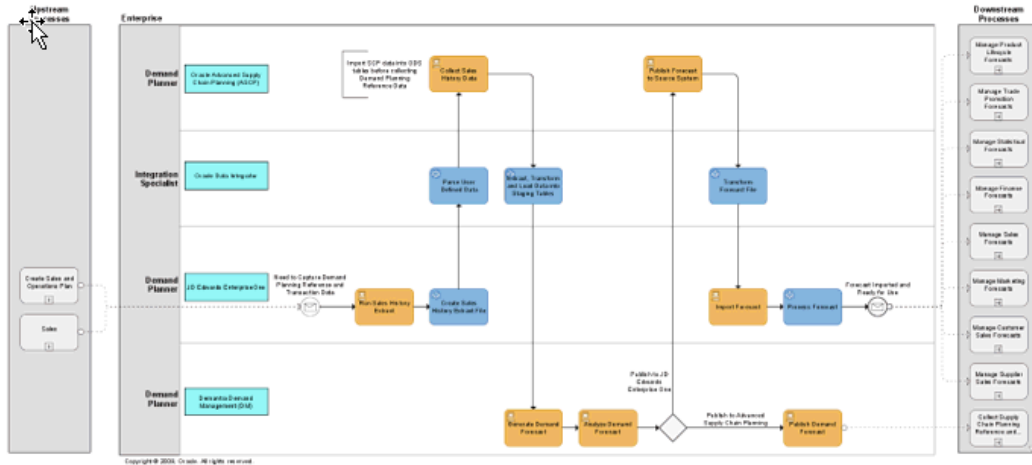 Processes
Enterprise
Downstream
Processes
Demand
Planner
Oracle Advanced Supply
Chain Planning (ASCP)
Import SCP data into ODS
tables before collecting
Demand Planning
Reference Data
Collect Sales
History Data
Publish Forecast
to Source System
Manage Product
Lifecycle
Forecasts
Manage Trade
Promotion
Forecasts
Manage Statistical
Forecasts
Integration
Specialist
Oracle Data Integrator
Parse User
Defined Data
Extract, Transform
and Load Data into
Staging Tables
Transform
Forecast File
Manage Finance
Forecasts
Manage Sales
Forecasts
Create Sales and
Operations Plan
Sales
Demand
Planner
JD Edwards EnterpriseOne
Need to Capture Demand
Planning Reference and
Transaction Data
Run Sales History
Extract
Create Sales
History Extract File
Import Forecast
Process Forecast
Forecast Imported and
Ready for Use
Manage Marketing
Forecasts
Manage Customer
Sales Forecasts
Manage Supplier
Sales Forecasts
Demand
Planner
Demantra Demand
Management (DM)
Generate Demand
Forecast
Analyze Demand
Forecast
Publish to JD
Edwards
Enterprise One
Publish to Advanced
Supply Chain Planning
Publish Demand
Forecast
Collect Supply
Chain Planning
Reference and...
Copyright © 2008, Oracle. All rights reserved.